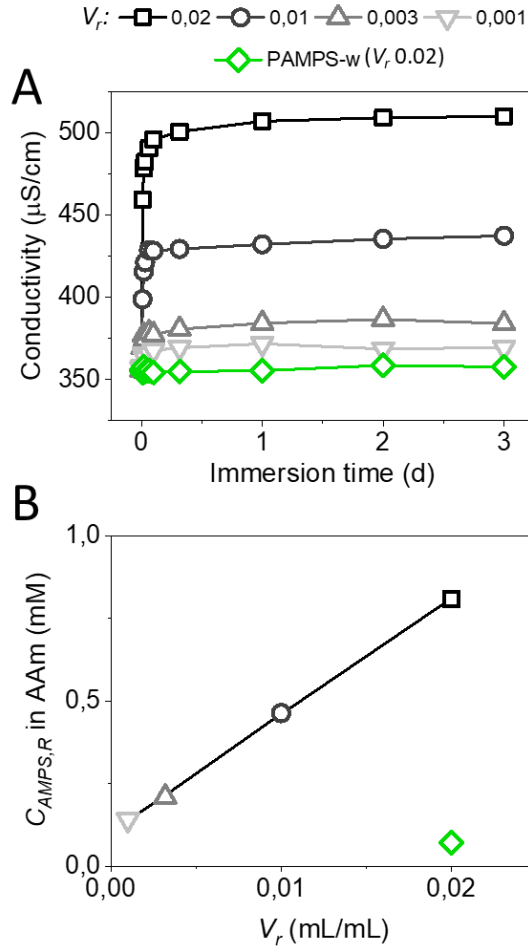 Vr: 0,02 0,01 0,003 0,001
PAMPS-w (Vr 0.02)
A
500
450
400
350
Conductivity (μS/cm)
0 1 2 3
Immersion time (d)
B
1,0
0,5
0,0
CAMPS,R in AAm (mM)
0,00 0,01 0,02
Vr (mL/mL)